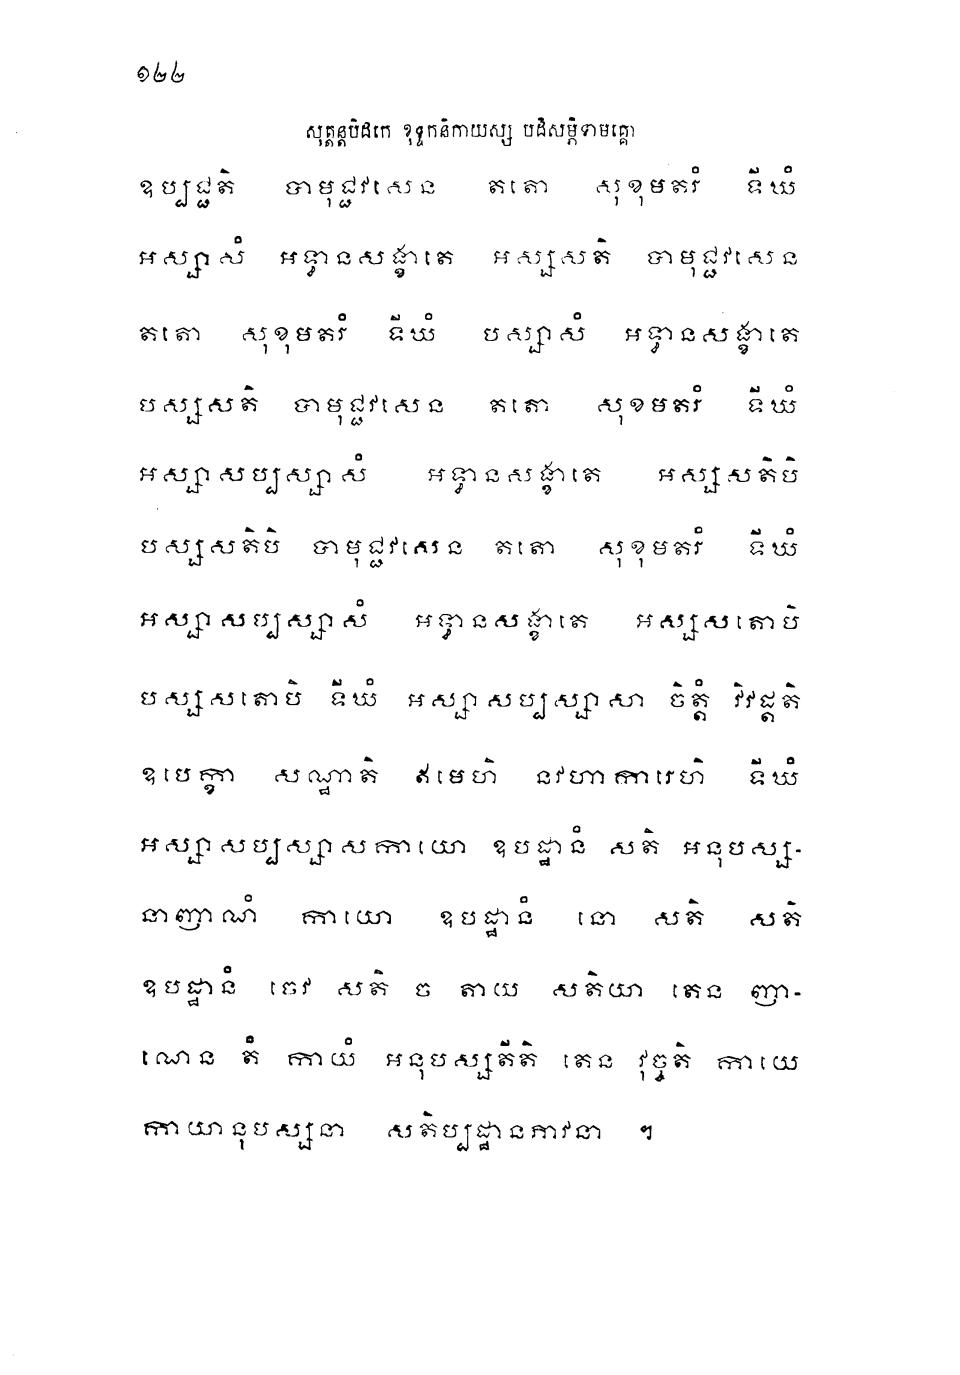 ១២២
សុត្តន្តបិដកេ ខុទ្ទកនិកាយស្ស បដិសម្ភិទាមគ្គោ
ឧប្បជ្ជតិ បាមុជ្ជវសេន តតោ សុខុមតរំ ទីឃំ
អស្សាសំ អទ្ធានសង្ខាតេ អស្សសតិ បាមុជ្ជវសេន
តតោ សុខុមតរំ ទីឃំ បស្សាសំ អទ្ធានសង្ខាតេ
បស្សសតិ បាមុជ្ជវសេន តតោ សុខមតរំ ទីឃំ
អស្សាសប្បស្សាសំ អទ្ធានសង្ខាតេ អស្សសតិបិ
បស្សសតិបិ បាមុជ្ជវសេន តតោ សុខុមតរំ ទីឃំ
អស្សាសប្បស្សាសំ អទ្ធានសង្ខាតេ អស្សសតោបិ
បស្សសតោបិ ទីឃំ អស្សាសប្បស្សាសា ចិត្តំ វិវដ្តតិ
ឧបេក្ខា សណ្ឋាតិ ឥមេហិ នវហាការេហិ ទីឃំ
អស្សាសប្បស្សាសកាយោ ឧបដ្ឋានំ សតិ អនុបស្ស-
នាញាណំ កាយោ ឧបដ្ឋានំ នោ សតិ សតិ
ឧបដ្ឋានំ ចេវ សតិ ច តាយ សតិយា តេន ញា-
ណេន តំ កាយំ អនុបស្សតីតិ តេន វុច្ចតិ កាយេ
កាយានុបស្សនា សតិប្បដ្ឋានភាវនា ។